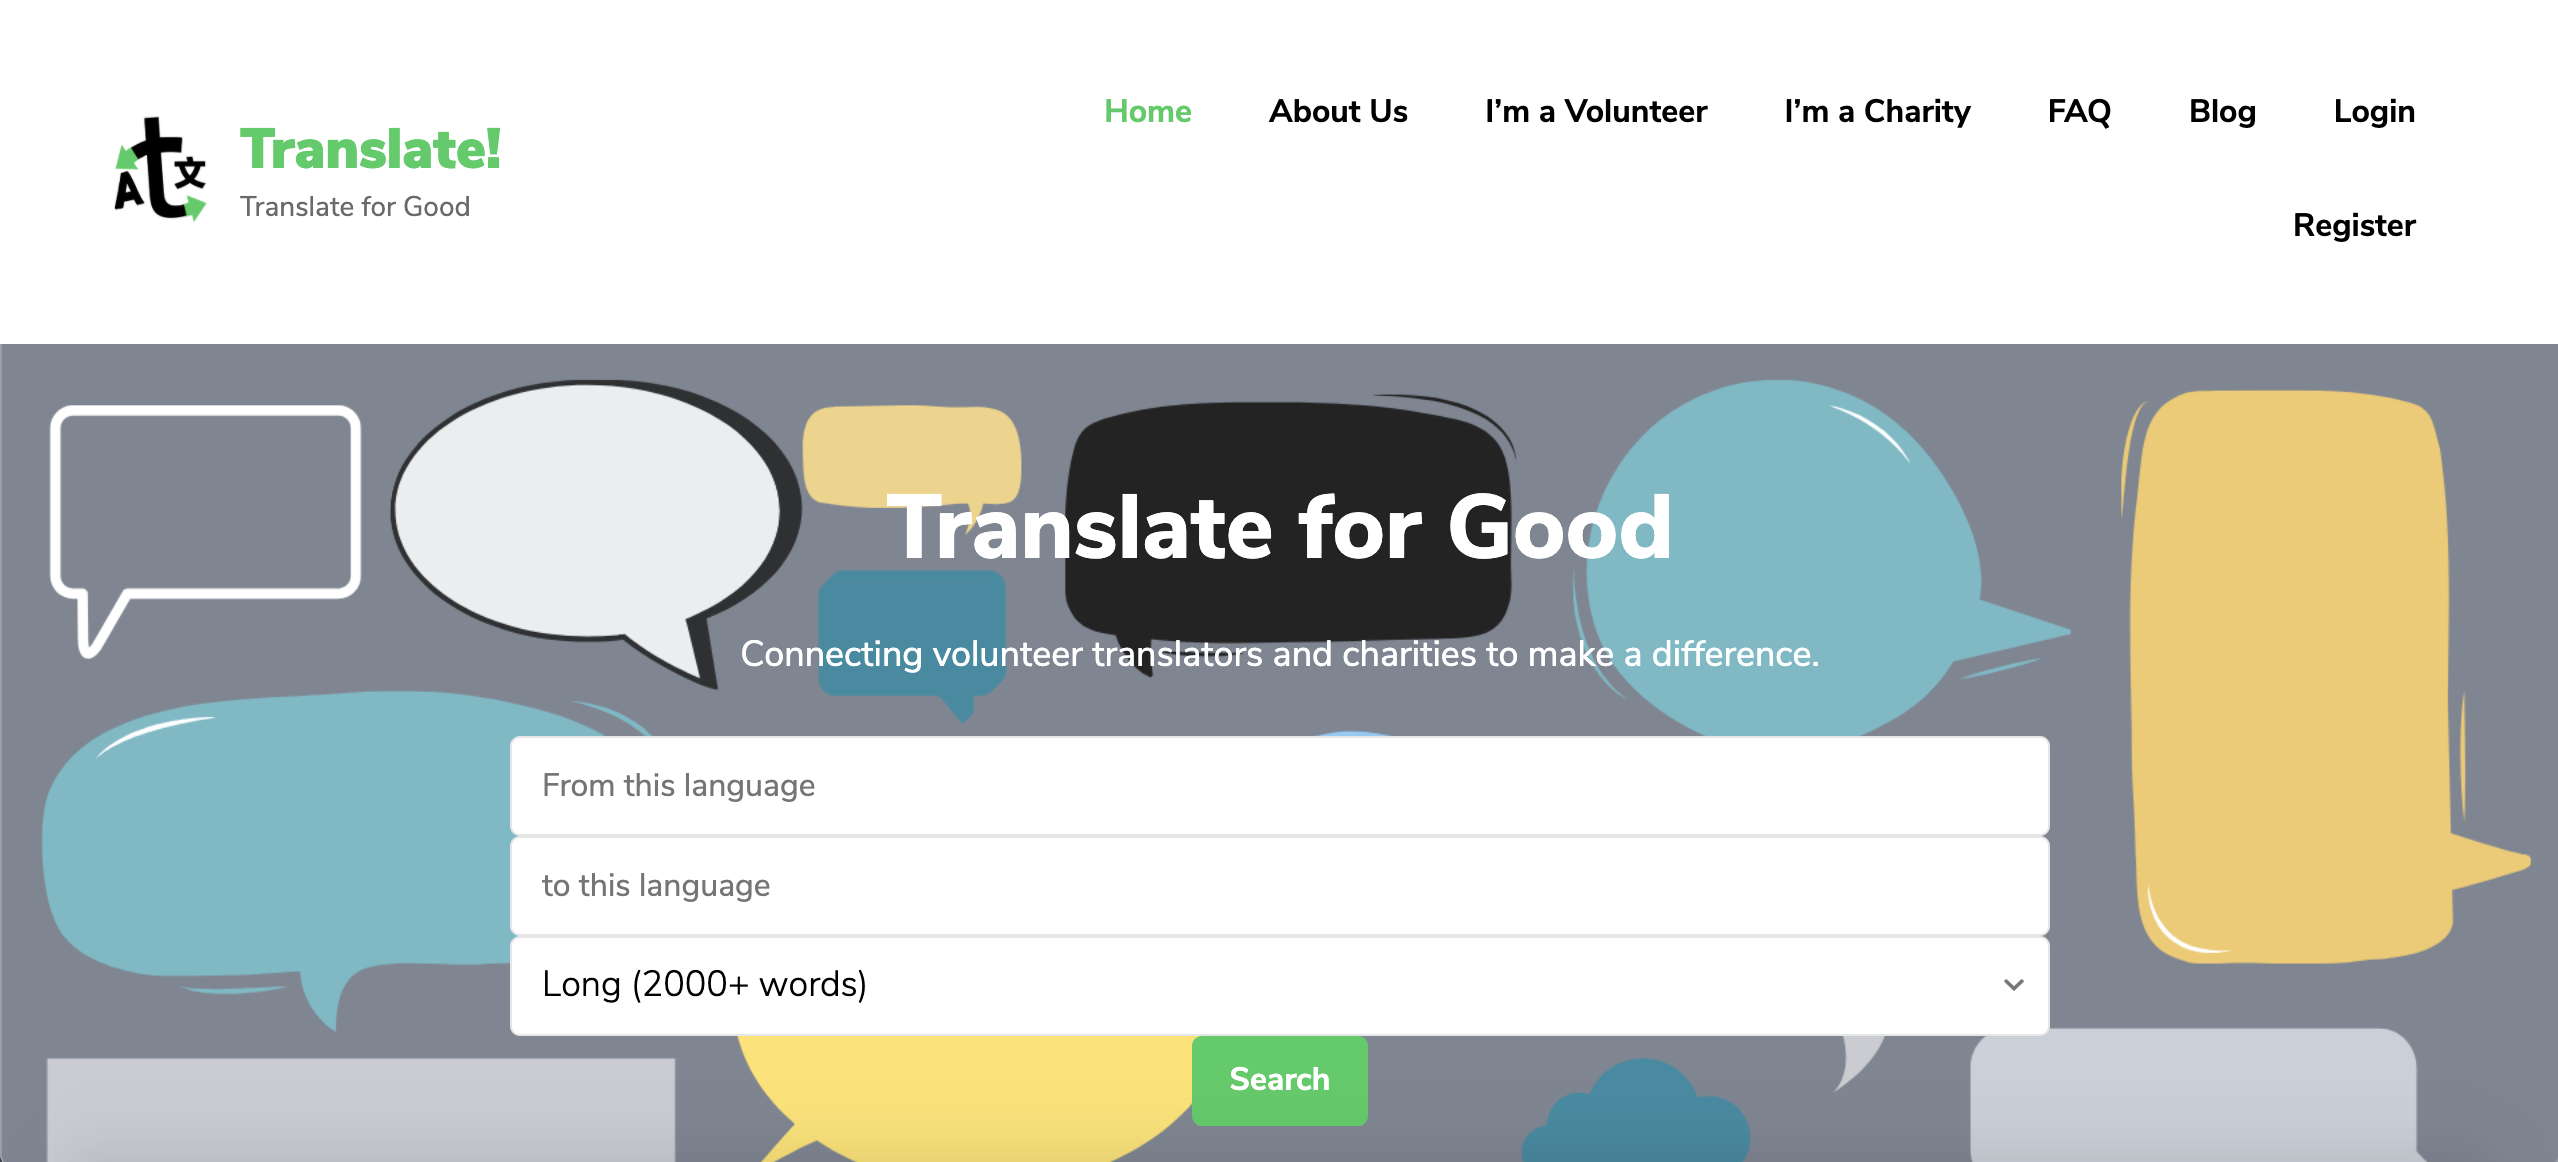 Translate!
Translate for Good
Home About Us I’m a Volunteer I’m a Charity FAQ Blog Login
Register
A t 文
Translate for Good
Connecting volunteer translators and charities to make a difference.
From this language
to this language
Long (2000+ words)
Search